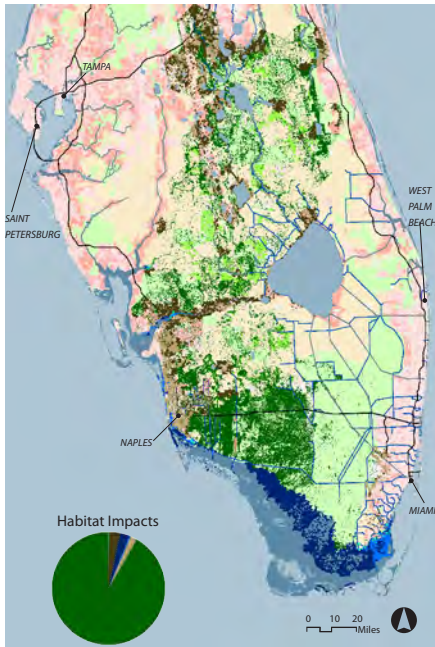 TAMPA
SAINT
PETERSBURG
WEST
PALM
BEACH
NAPLES
MIAMI
Habitat Impacts
0 10 20
Miles